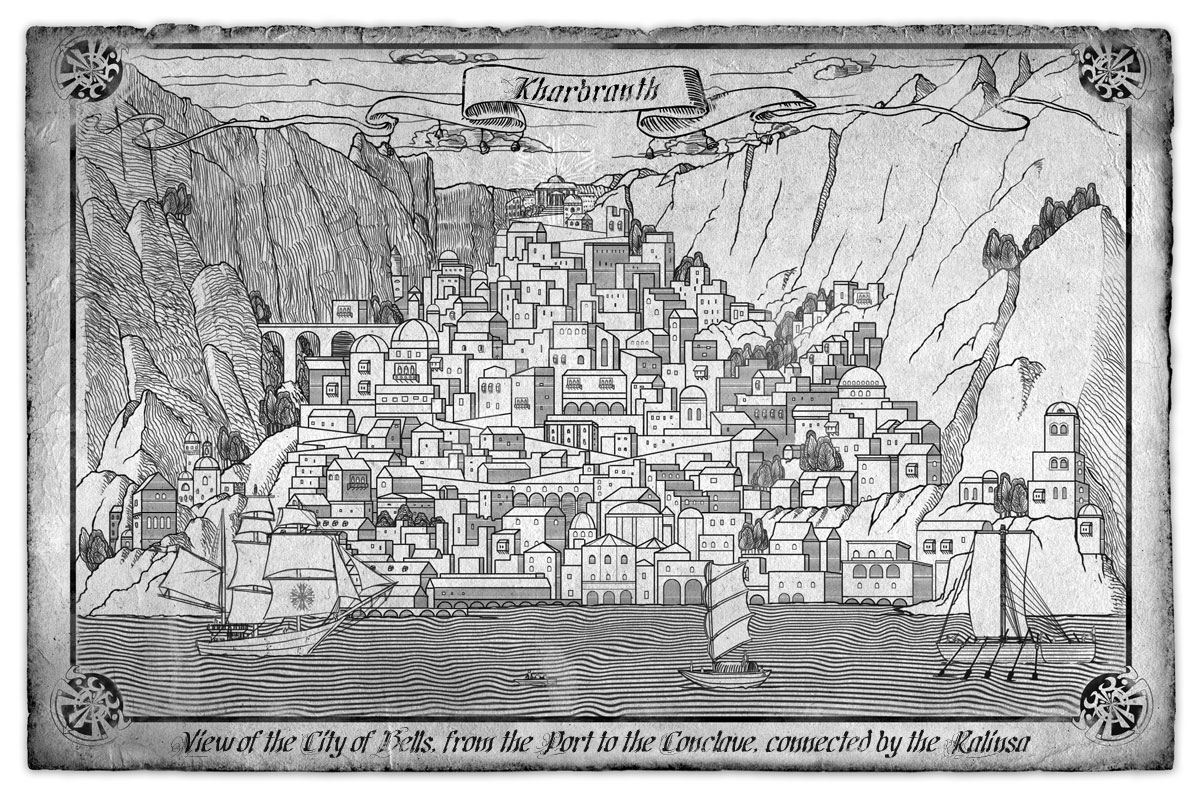 Kharbranth
View of the City of Bells, from the Port to the Conclave, connected by the Ralinsa